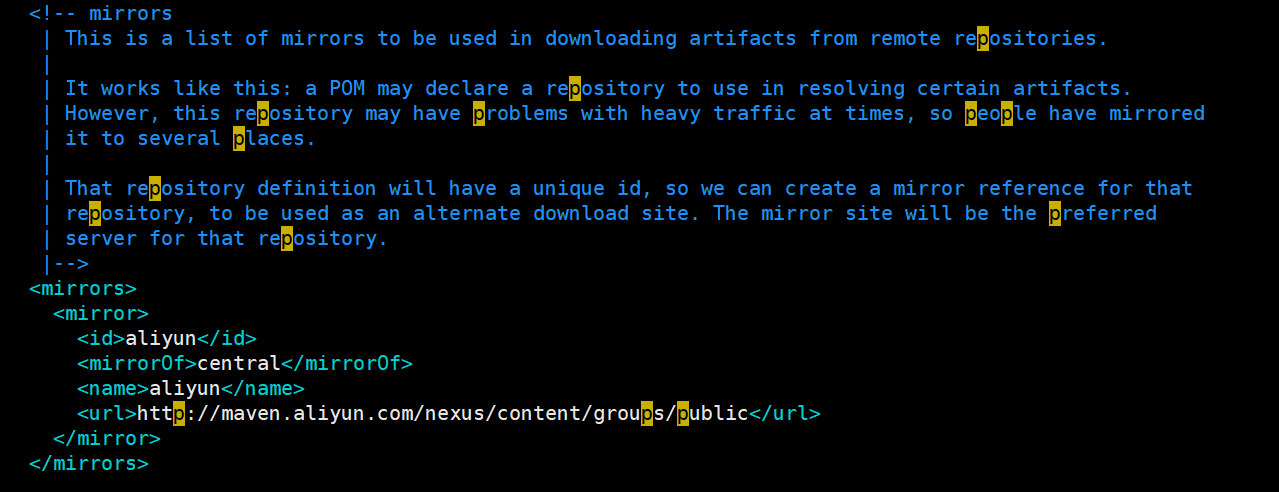 <!-- mirrors
 | This is a list of mirrors to be used in downloading artifacts from remote repositories.
 |
 | It works like this: a POM may declare a repository to use in resolving certain artifacts.
 | However, this repository may have problems with heavy traffic at times, so people have mirrored
 | it to several places.
 |
 | That repository definition will have a unique id, so we can create a mirror reference for that
 | repository, to be used as an alternate download site. The mirror site will be the preferred
 | server for that repository.
 |-->
<mirrors>
  <mirror>
    <id>aliyun</id>
    <mirrorOf>central</mirrorOf>
    <name>aliyun</name>
    <url>http://maven.aliyun.com/nexus/content/groups/public</url>
  </mirror>
</mirrors>